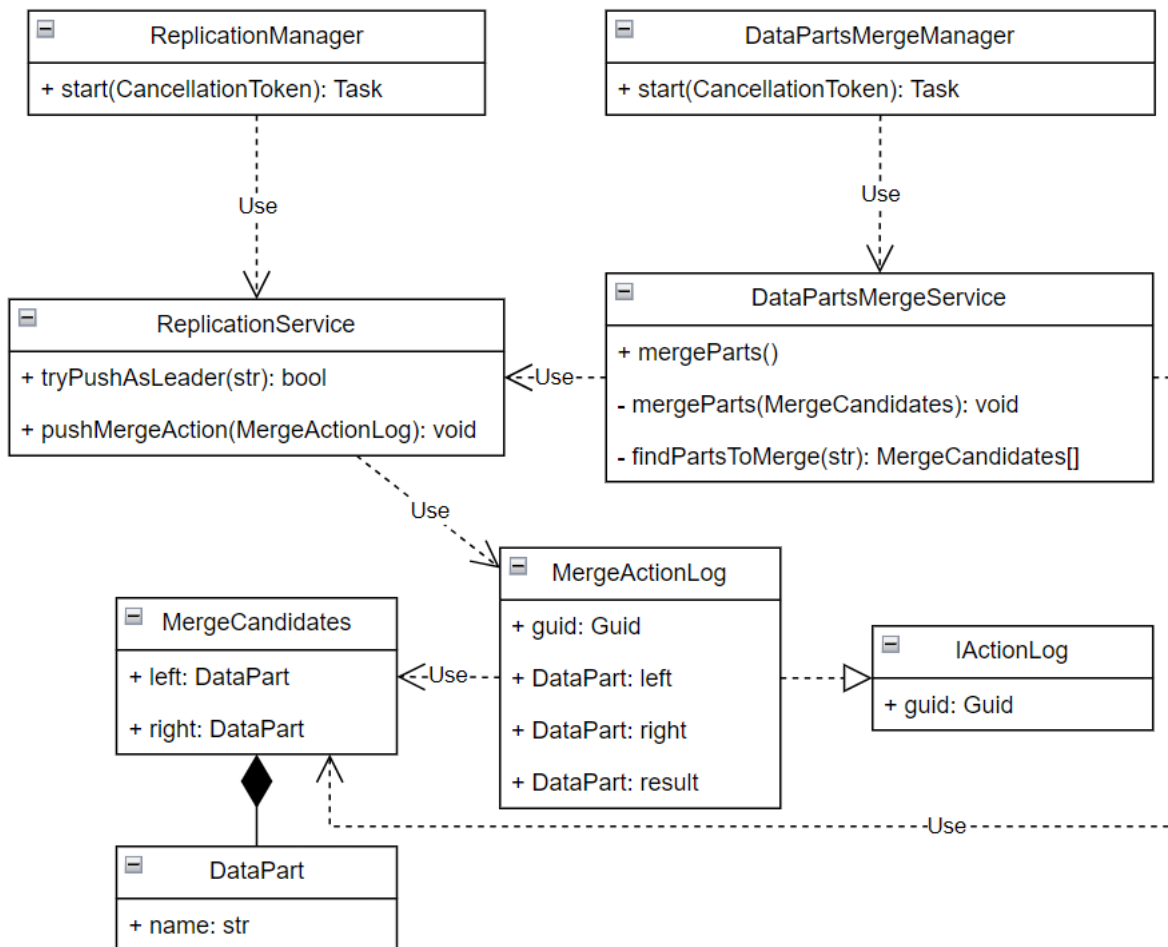 ReplicationManager
+ start(CancellationToken): Task
DataPartsMergeManager
+ start(CancellationToken): Task
Use
Use
ReplicationService
+ tryPushAsLeader(str): bool
+ pushMergeAction(MergeActionLog): void
Use
DataPartsMergeService
+ mergeParts()
- mergeParts(MergeCandidates): void
- findPartsToMerge(str): MergeCandidates[]
Use
MergeCandidates
+ left: DataPart
+ right: DataPart
Use
MergeActionLog
+ guid: Guid
+ DataPart: left
+ DataPart: right
+ DataPart: result
IActionLog
+ guid: Guid
Use
DataPart
+ name: str